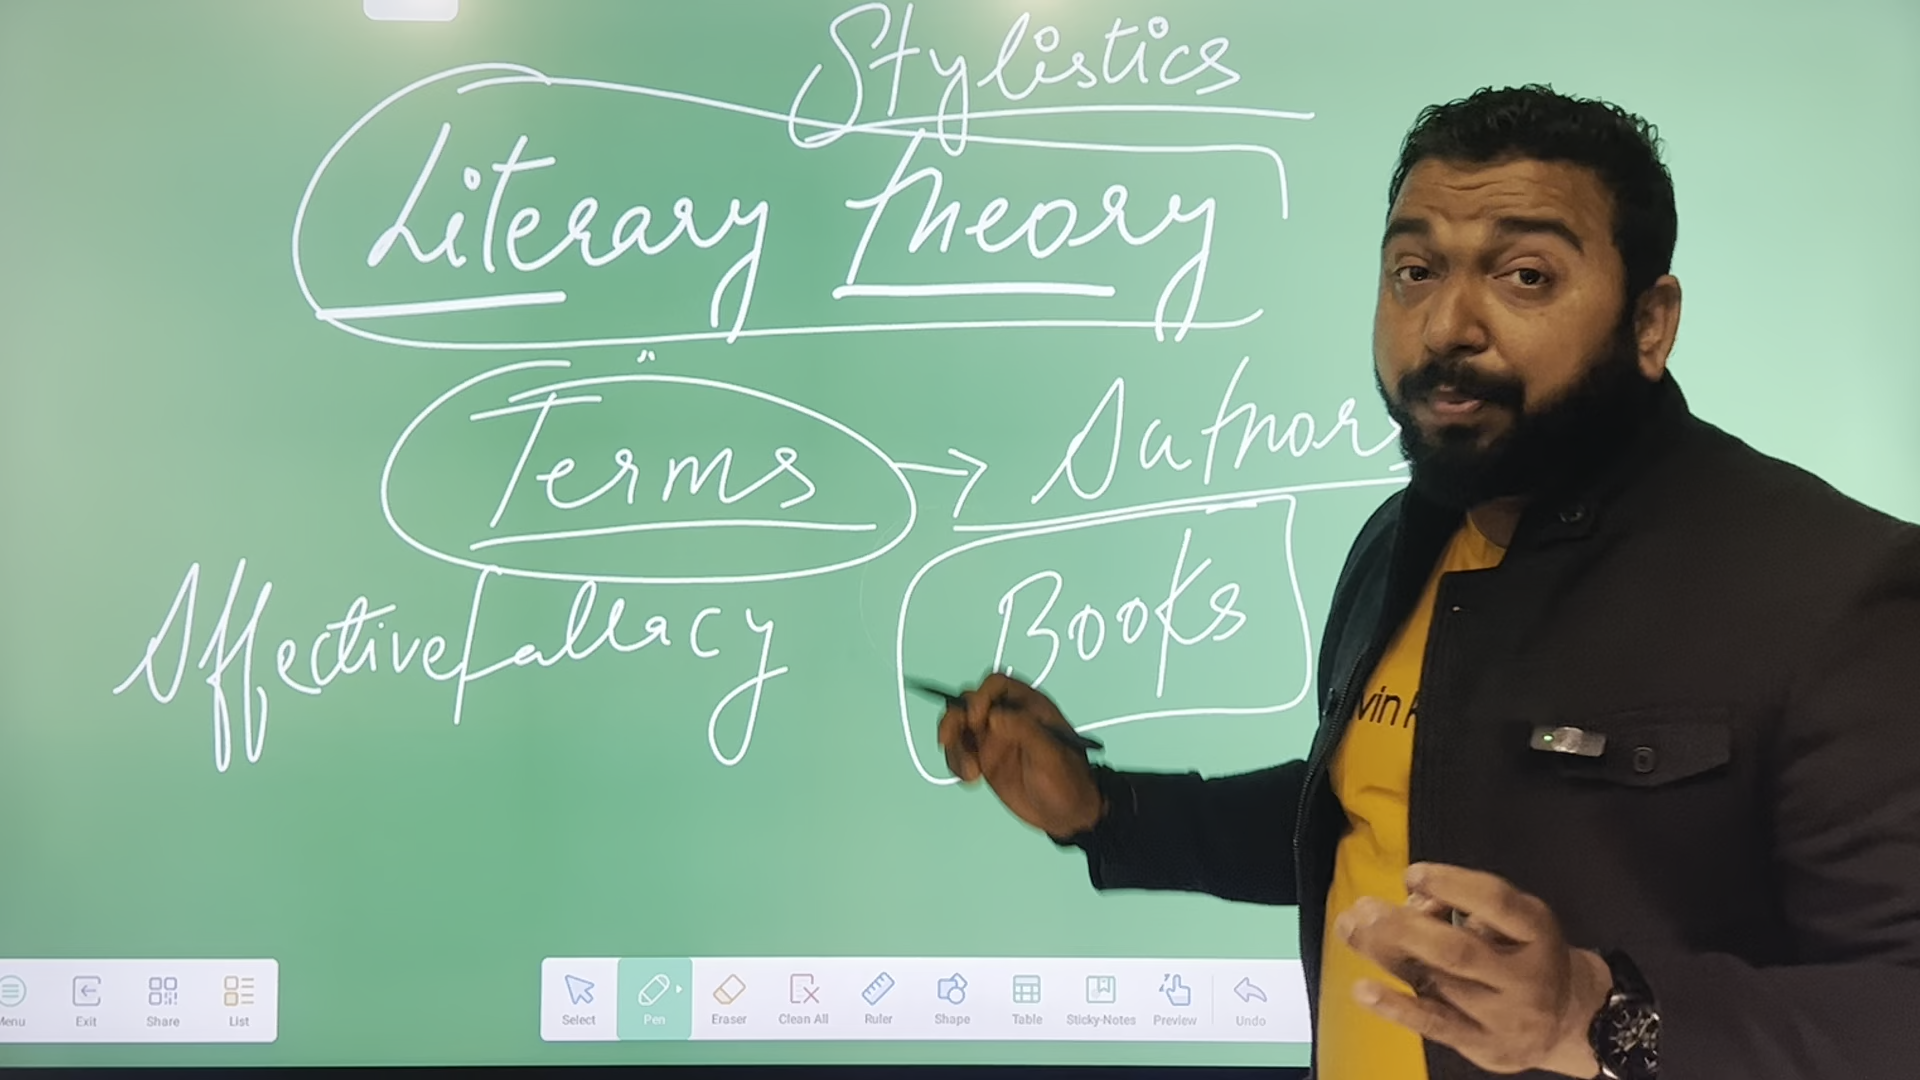 Stylistics
Literary Theory
Terms → Authors
Affective fallacy
Books
vin K
Menu Exit Share List
Select Pen Eraser Clean All Ruler Shape Table Sticky-Notes Preview Undo